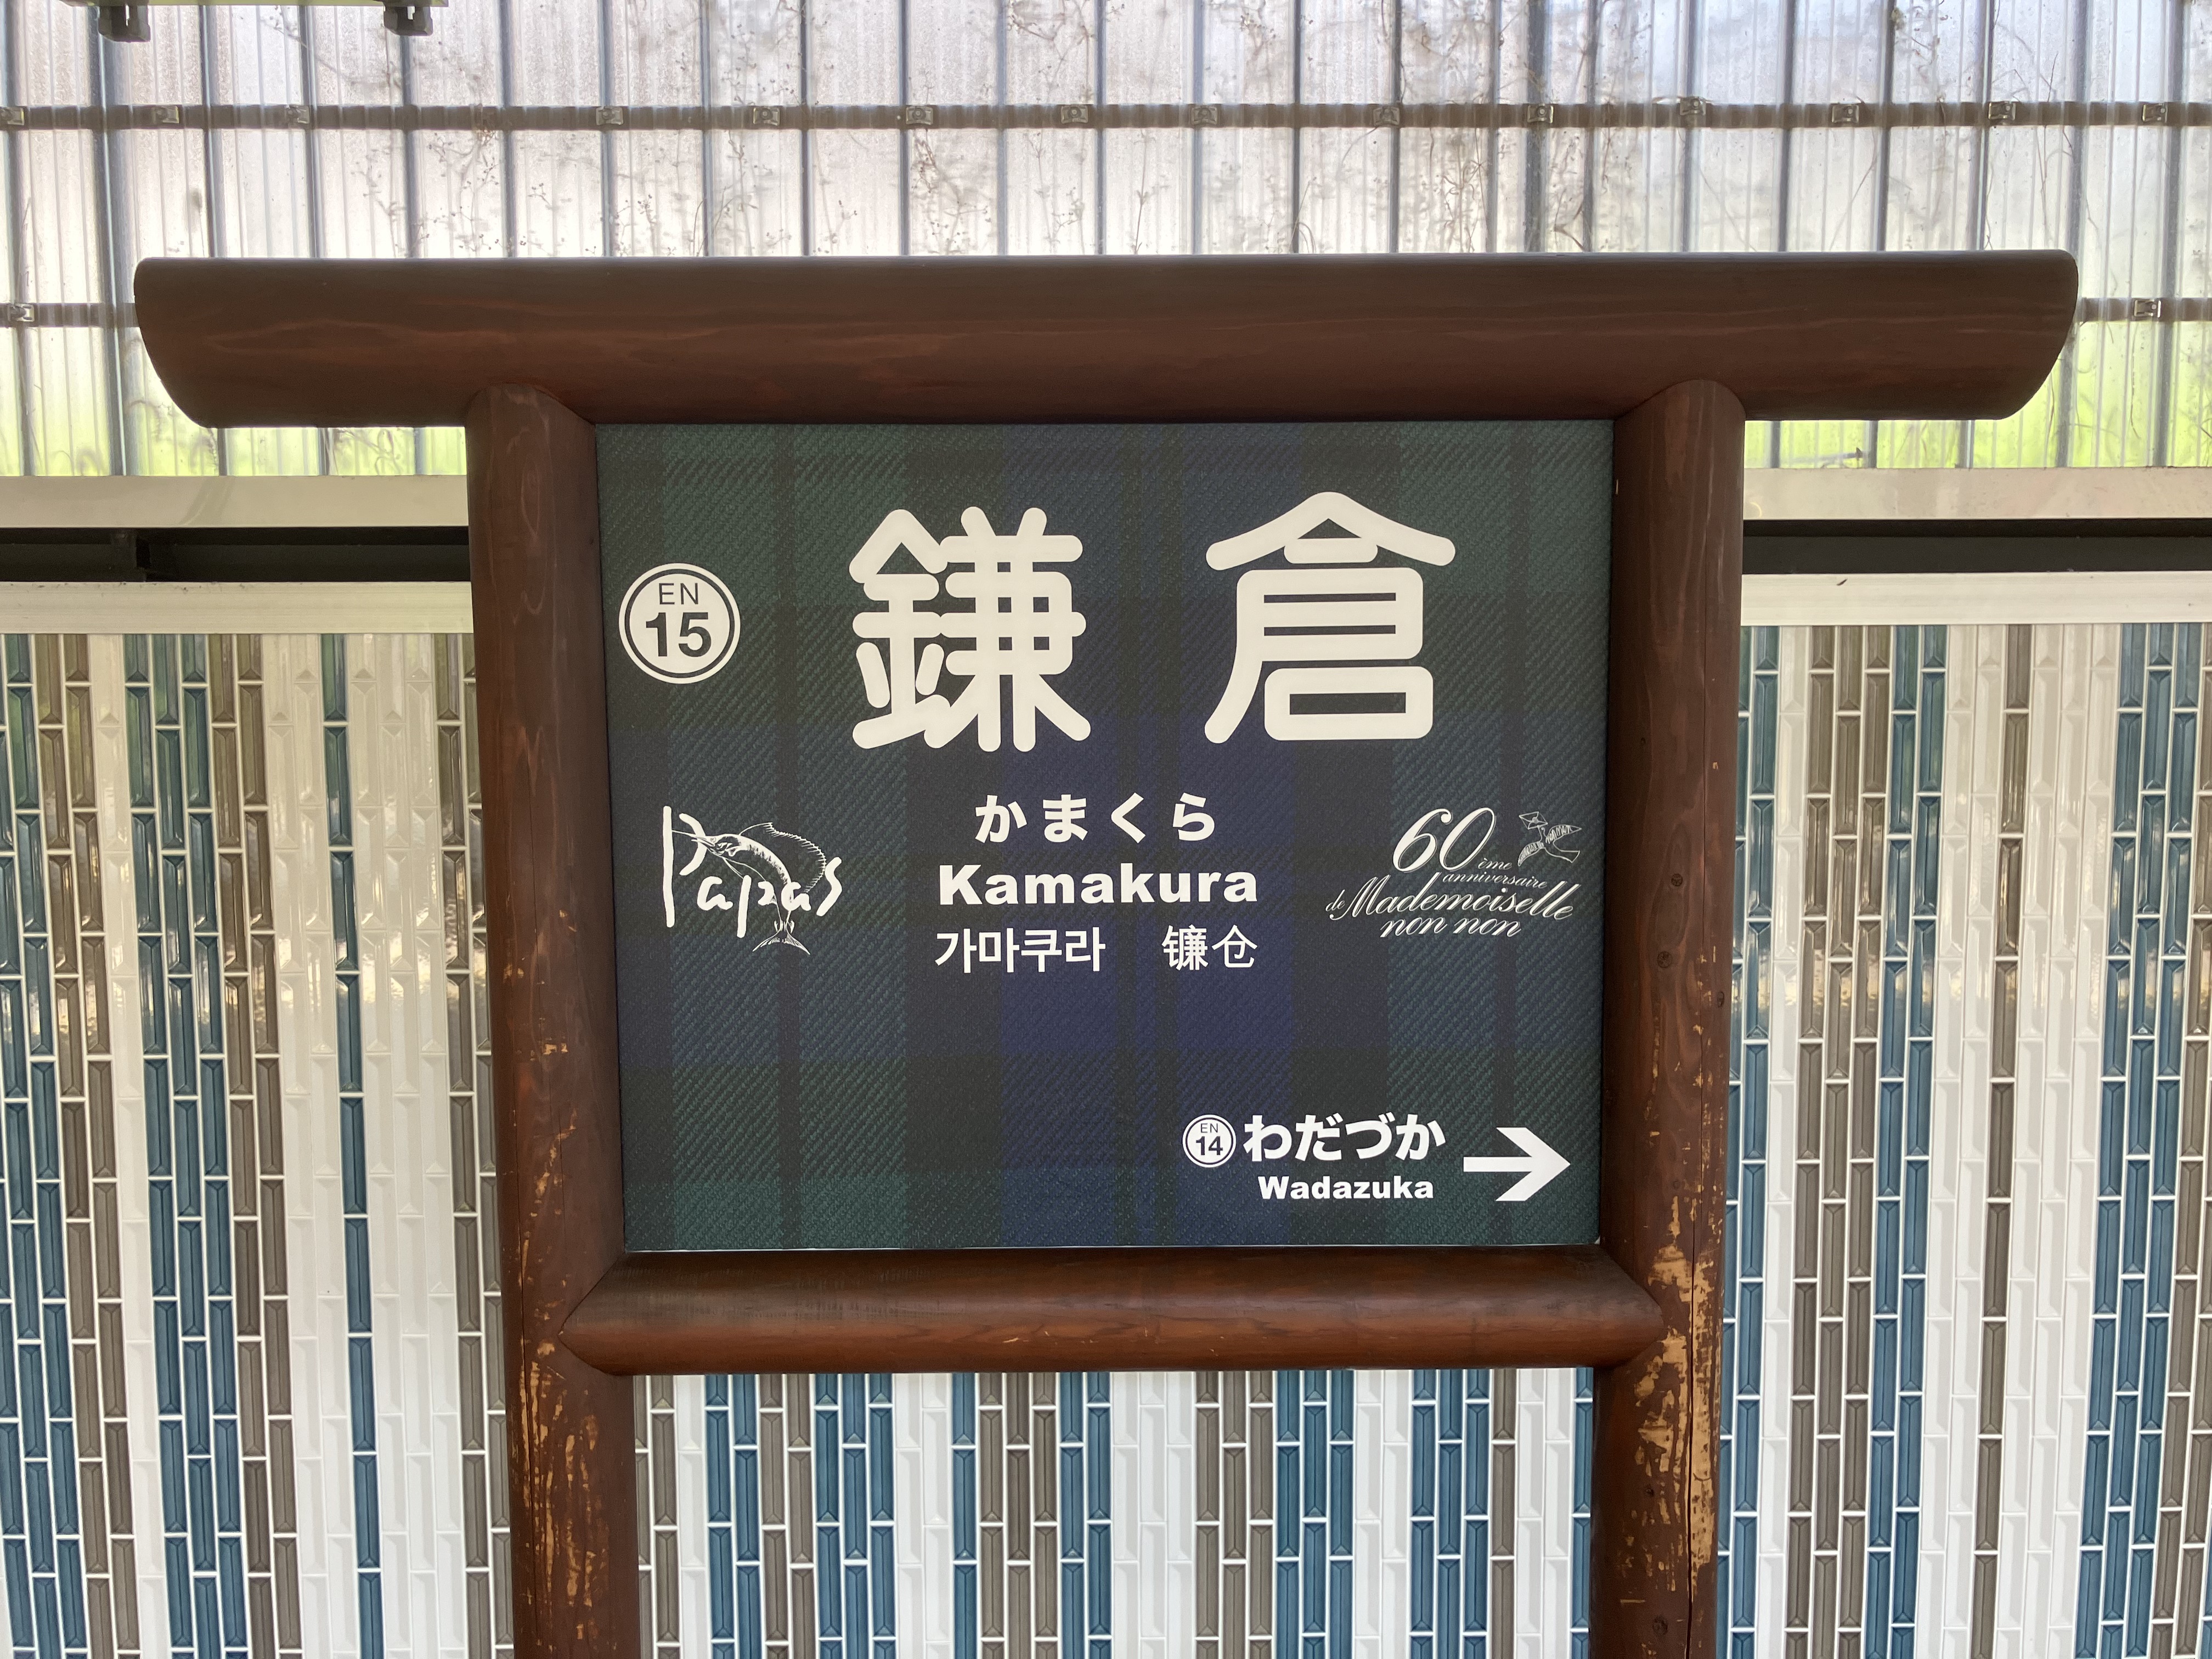 EN
15
鎌倉
かまくら
Kamakura
가마쿠라 镰仓
Papas
60ème
anniversaire
de Mademoiselle
non non
EN
14
わだづか
Wadazuka